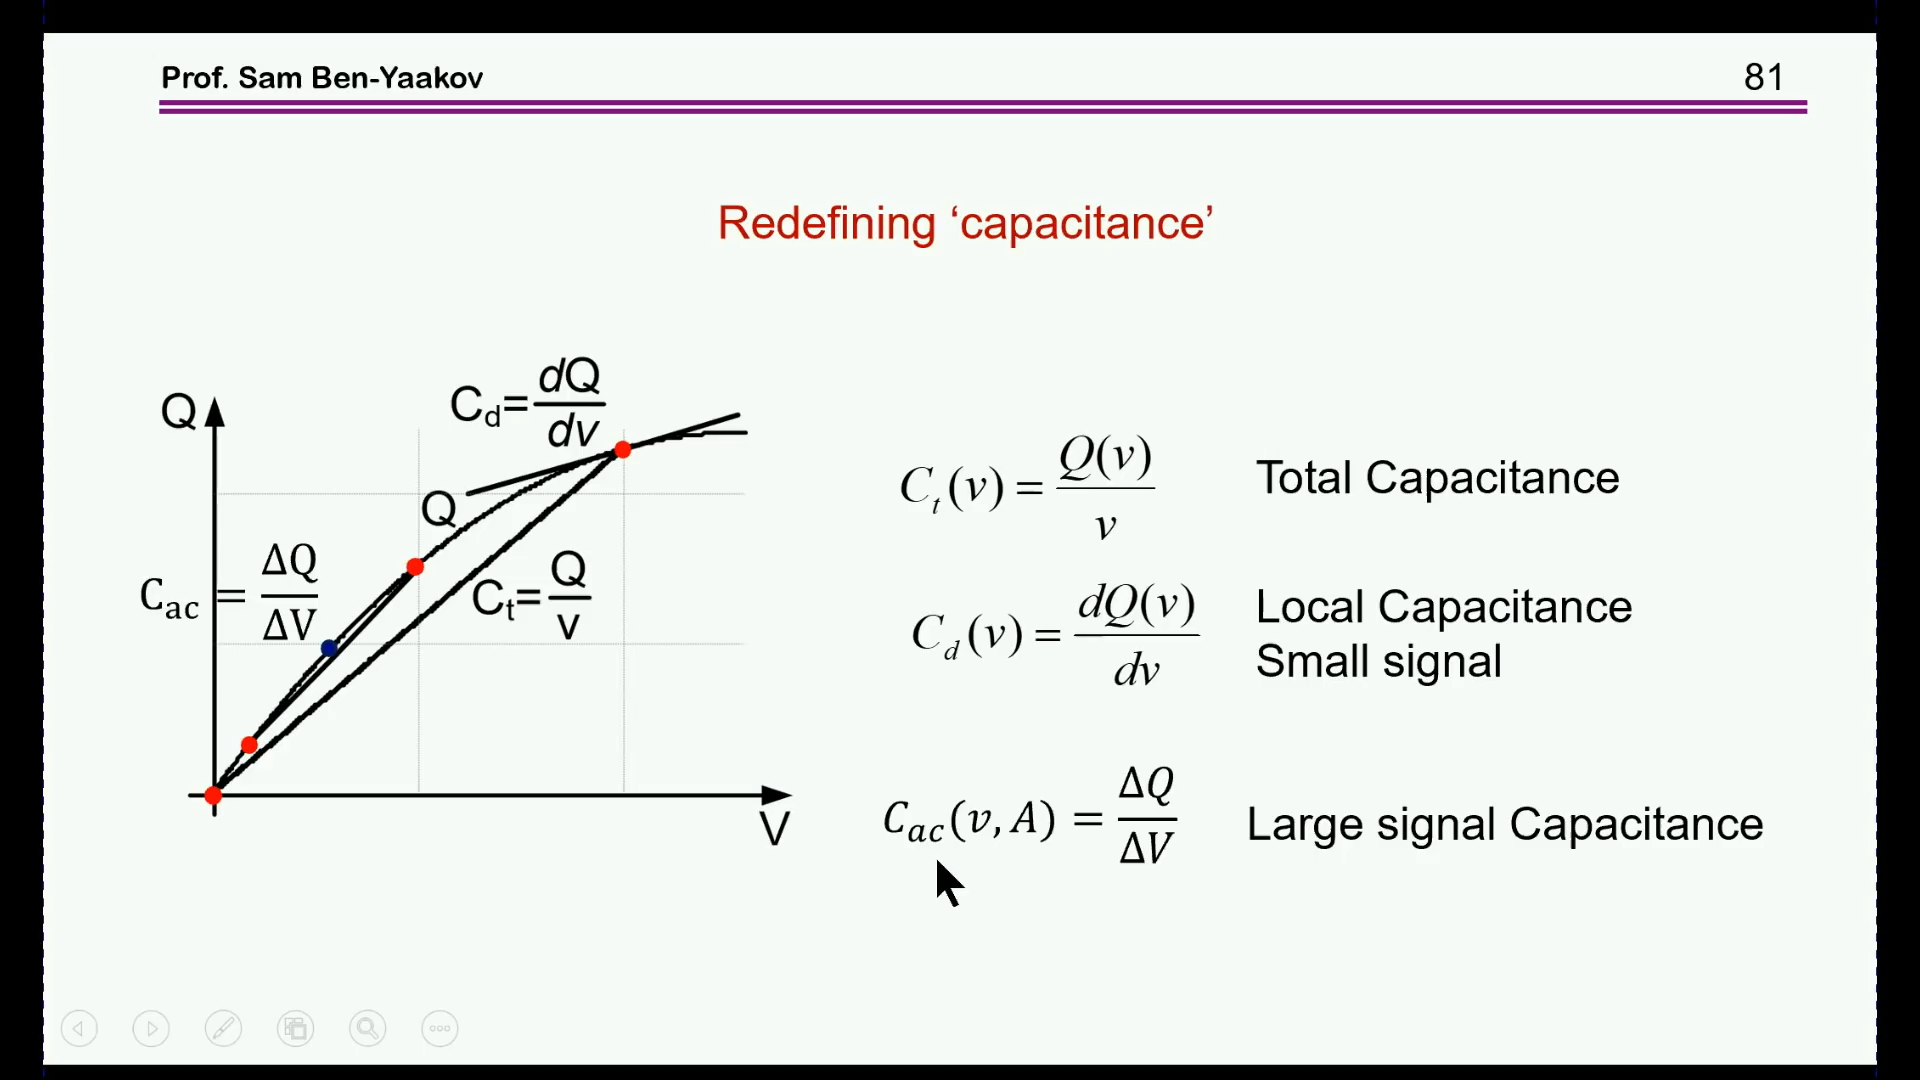 Prof. Sam Ben-Yaakov
81
Redefining ‘capacitance’
Q
C_d = dQ/dv
Q
C_ac = ΔQ/ΔV
C_t = Q/v
V
C_t(v) = Q(v)/v
Total Capacitance
C_d(v) = dQ(v)/dv
Local Capacitance
Small signal
C_ac(v, A) = ΔQ/ΔV
Large signal Capacitance